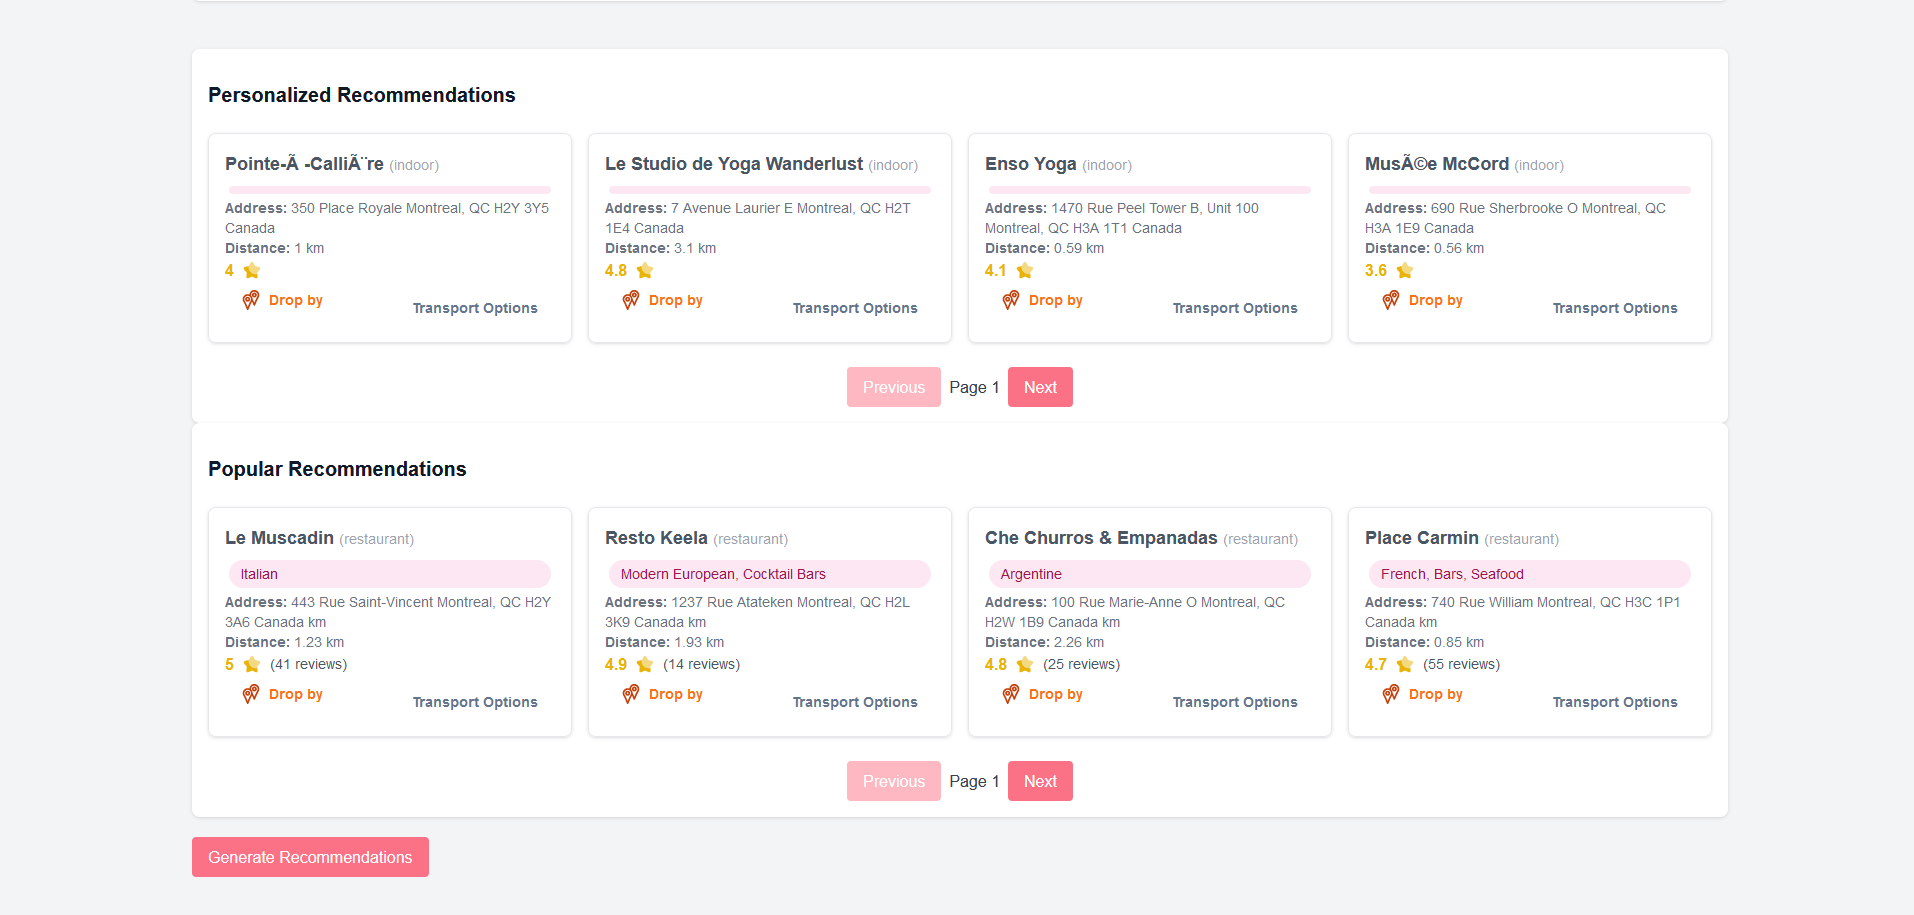 Personalized Recommendations
Pointe-Ã -CalliÃ¨re (indoor)
Address: 350 Place Royale Montreal, QC H2Y 3Y5
Canada
Distance: 1 km
4
Drop by
Transport Options
Le Studio de Yoga Wanderlust (indoor)
Address: 7 Avenue Laurier E Montreal, QC H2T
1E4 Canada
Distance: 3.1 km
4.8
Drop by
Transport Options
Enso Yoga (indoor)
Address: 1470 Rue Peel Tower B, Unit 100
Montreal, QC H3A 1T1 Canada
Distance: 0.59 km
4.1
Drop by
Transport Options
MusÃ©e McCord (indoor)
Address: 690 Rue Sherbrooke O Montreal, QC
H3A 1E9 Canada
Distance: 0.56 km
3.6
Drop by
Transport Options
Previous Page 1 Next
Popular Recommendations
Le Muscadin (restaurant)
Italian
Address: 443 Rue Saint-Vincent Montreal, QC H2Y
3A6 Canada km
Distance: 1.23 km
5 (41 reviews)
Drop by
Transport Options
Resto Keela (restaurant)
Modern European, Cocktail Bars
Address: 1237 Rue Atateken Montreal, QC H2L
3K9 Canada km
Distance: 1.93 km
4.9 (14 reviews)
Drop by
Transport Options
Che Churros & Empanadas (restaurant)
Argentine
Address: 100 Rue Marie-Anne O Montreal, QC
H2W 1B9 Canada km
Distance: 2.26 km
4.8 (25 reviews)
Drop by
Transport Options
Place Carmin (restaurant)
French, Bars, Seafood
Address: 740 Rue William Montreal, QC H3C 1P1
Canada km
Distance: 0.85 km
4.7 (55 reviews)
Drop by
Transport Options
Previous Page 1 Next
Generate Recommendations